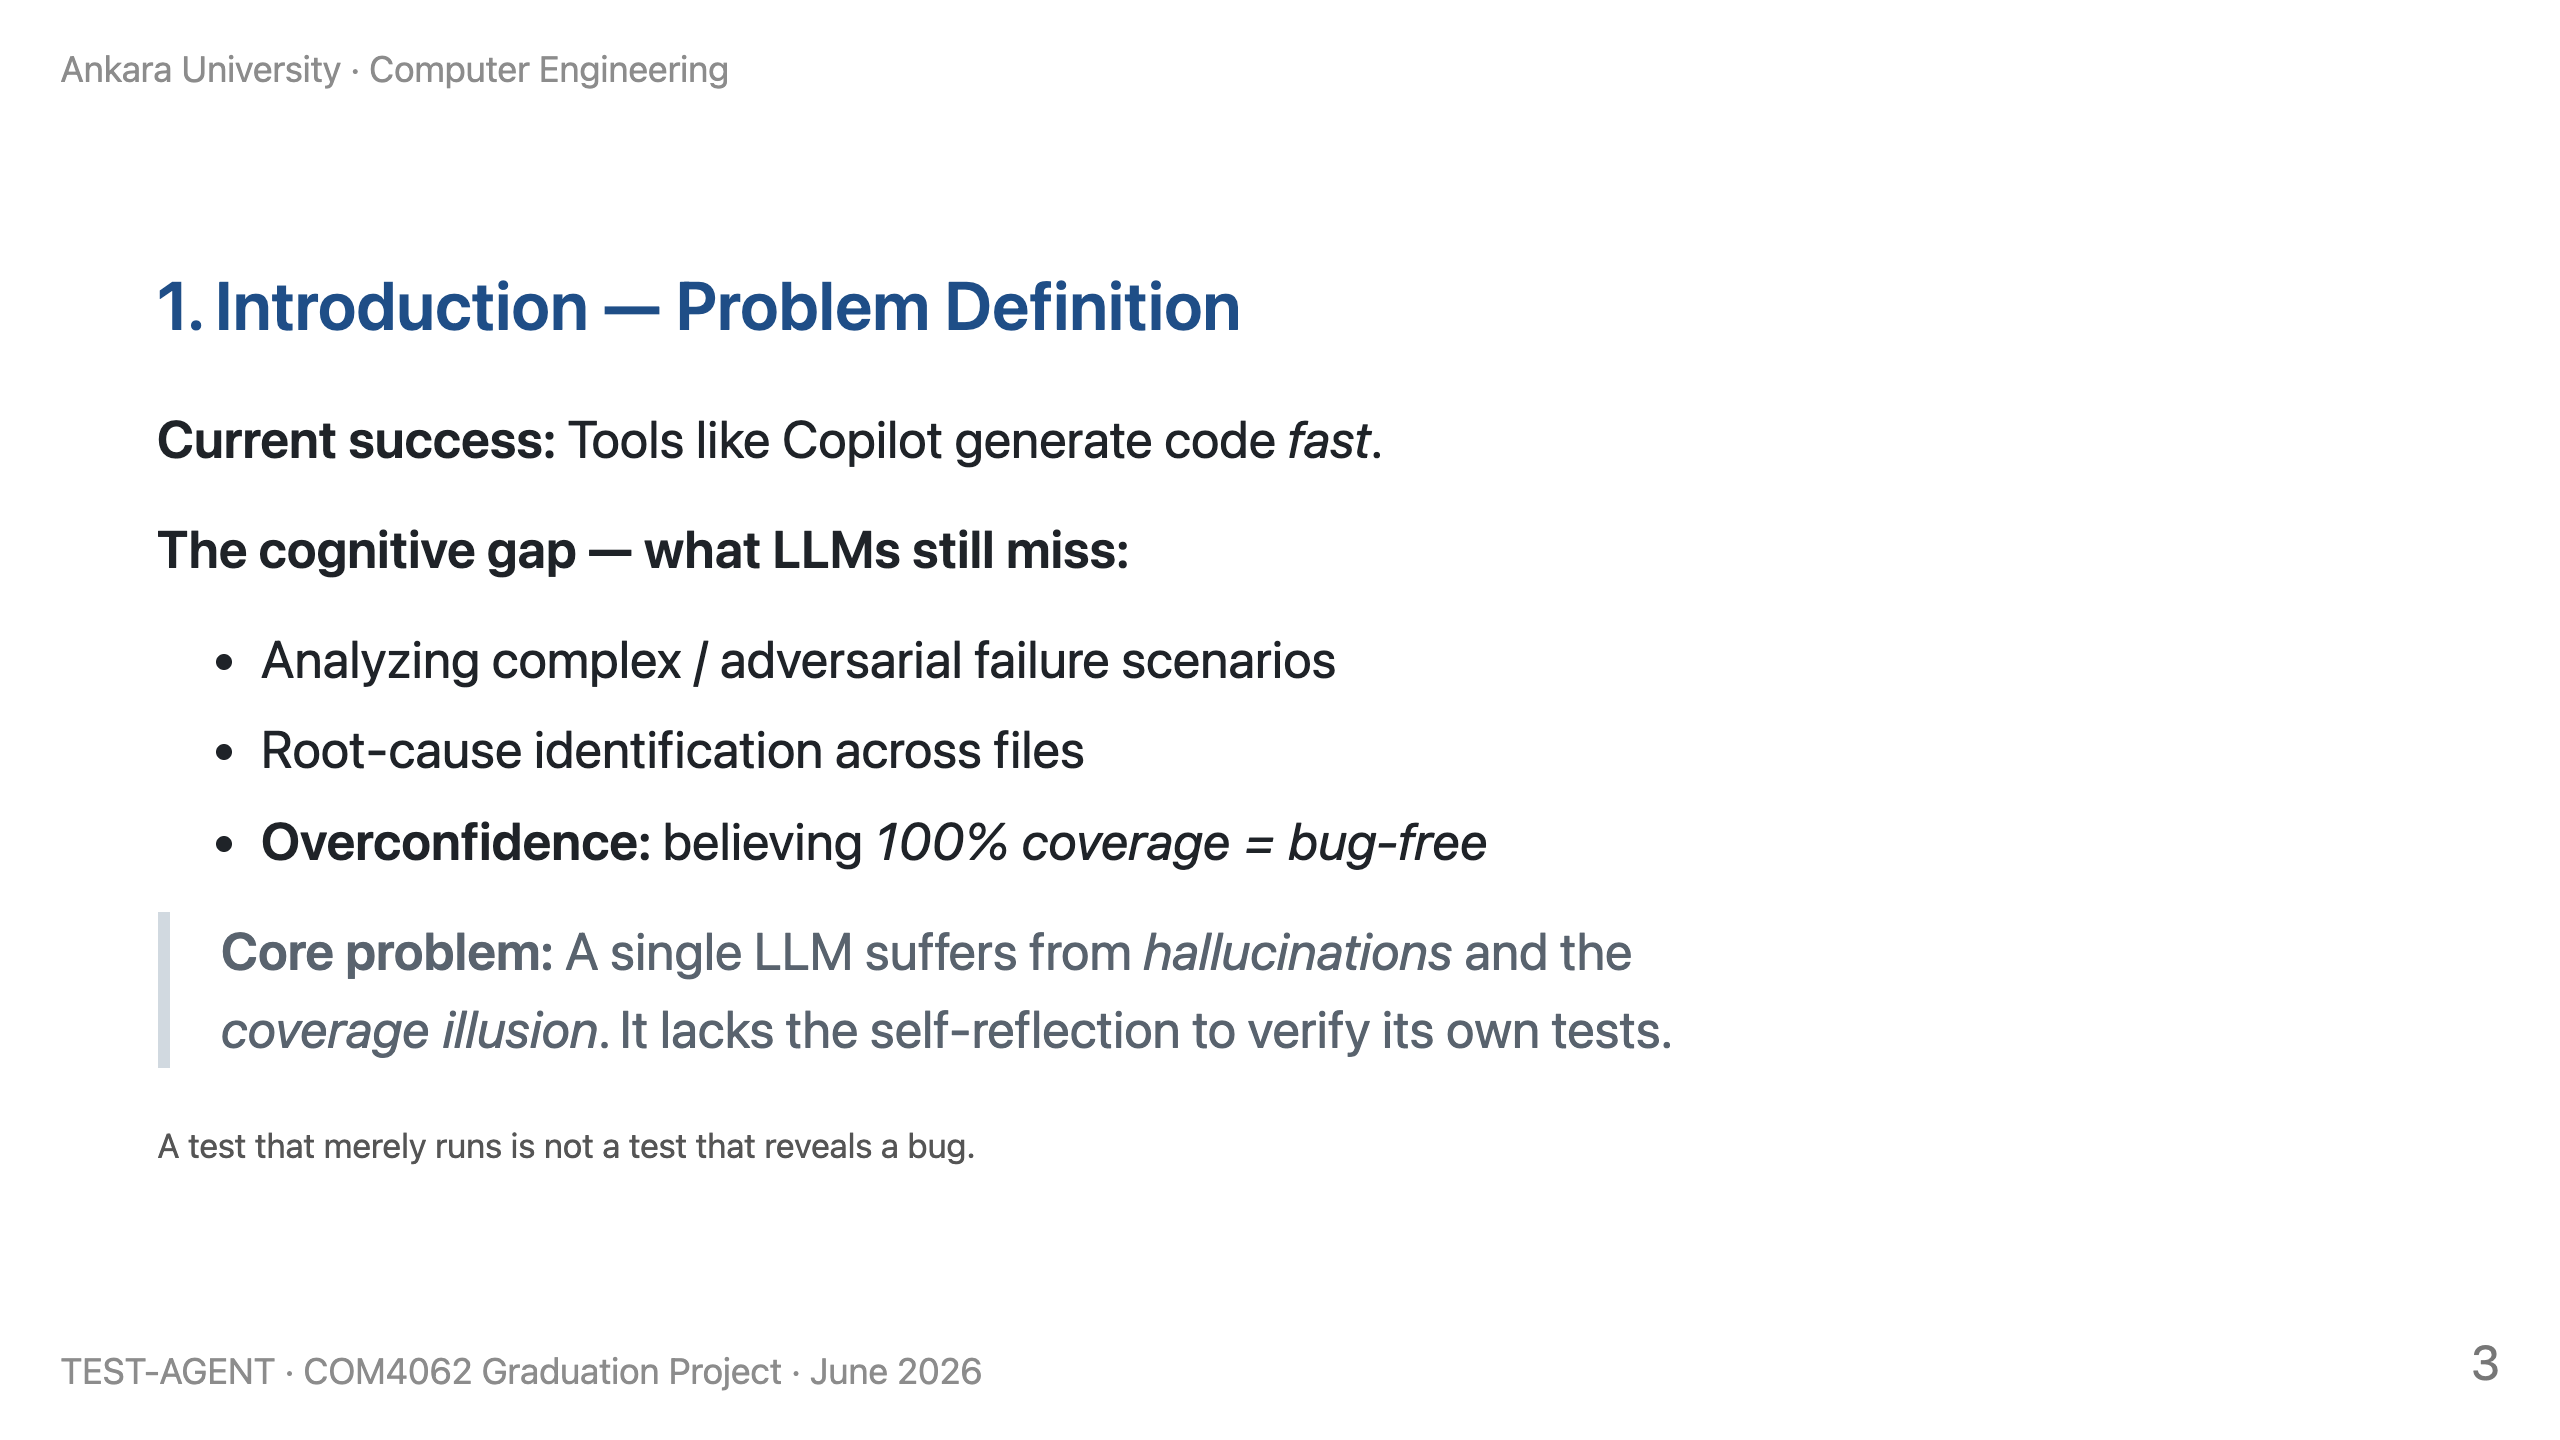 Ankara University · Computer Engineering
1. Introduction — Problem Definition
Current success: Tools like Copilot generate code fast.
The cognitive gap — what LLMs still miss:
• Analyzing complex / adversarial failure scenarios
• Root-cause identification across files
• Overconfidence: believing 100% coverage = bug-free
Core problem: A single LLM suffers from hallucinations and the
coverage illusion. It lacks the self-reflection to verify its own tests.
A test that merely runs is not a test that reveals a bug.
TEST-AGENT · COM4062 Graduation Project · June 2026
3